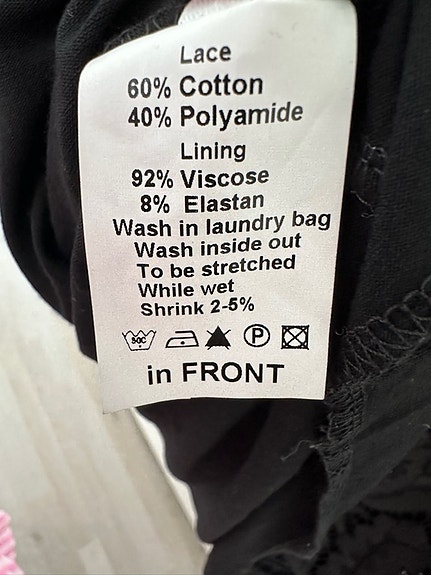 Lace
60% Cotton
40% Polyamide
Lining
92% Viscose
8% Elastan
Wash in laundry bag
Wash inside out
To be stretched
While wet
Shrink 2-5%
P
in FRONT